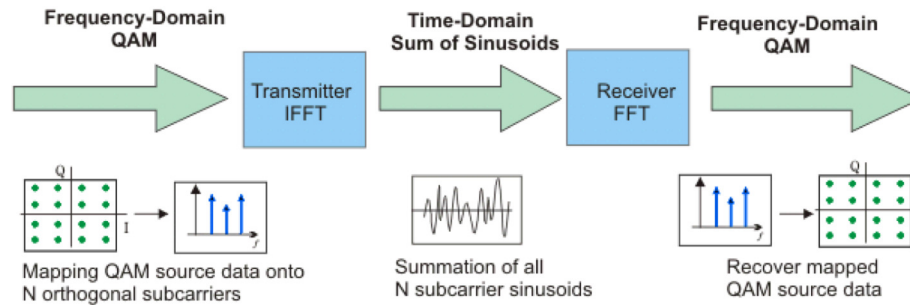 Frequency-Domain
QAM
Time-Domain
Sum of Sinusoids
Frequency-Domain
QAM
Transmitter
IFFT
Receiver
FFT
Q
I
f
Mapping QAM source data onto
N orthogonal subcarriers
Summation of all
N subcarrier sinusoids
f
Q
I
Recover mapped
QAM source data